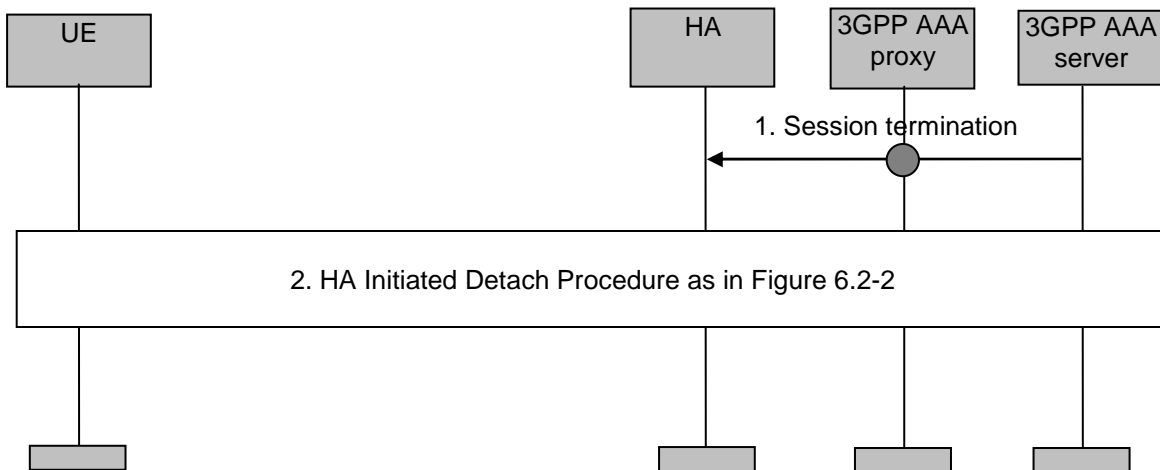 UE
HA
3GPP AAA
proxy
3GPP AAA
server
1. Session termination
2. HA Initiated Detach Procedure as in Figure 6.2-2